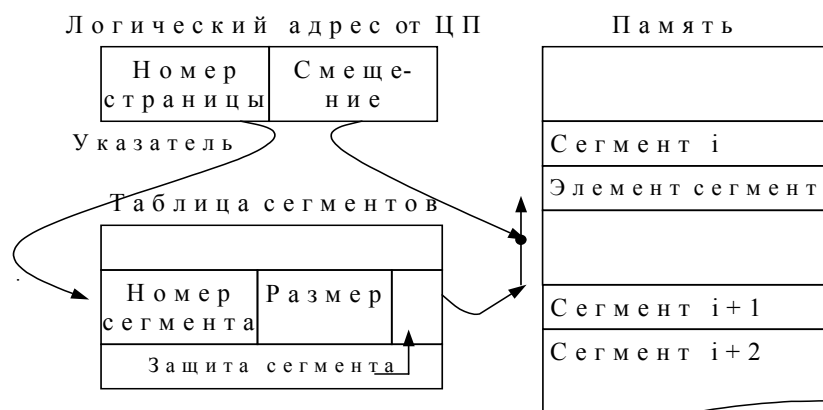 Логический адрес от ЦП
Память
Номер
страницы
Смеще-
ние
Указатель
Сегмент i
Элемент сегмент
Таблица сегментов
Номер
сегмента
Размер
Защита сегмента
Сегмент i+1
Сегмент i+2